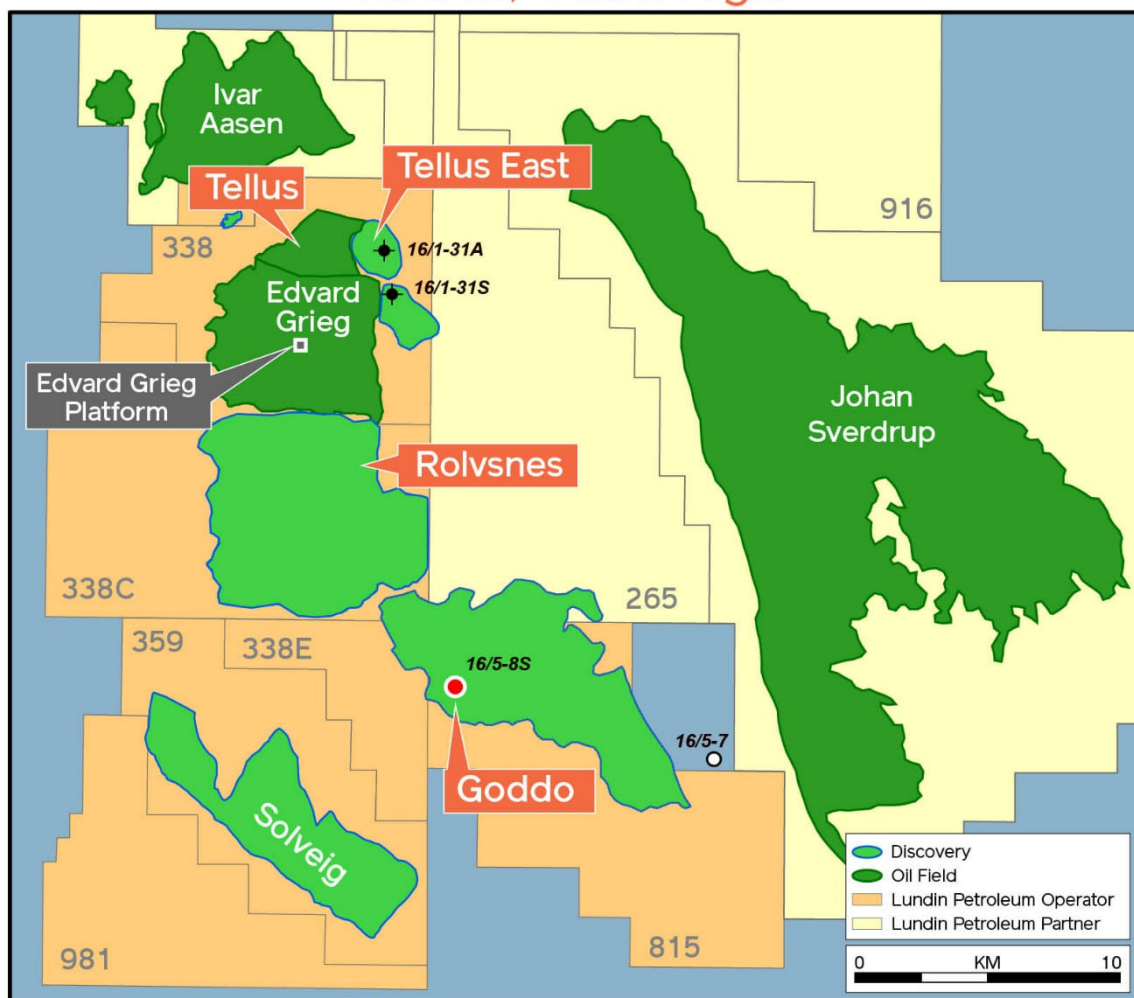 Ivar
Aasen
Tellus East
Tellus
916
338
16/1-31A
16/1-31S
Edvard
Grieg
Edvard Grieg
Platform
Johan
Sverdrup
Rolvsnes
338C
265
359
338E
16/5-8S
16/5-7
Goddo
Solveig
Discovery
Oil Field
Lundin Petroleum Operator
Lundin Petroleum Partner
981
815
0 KM 10